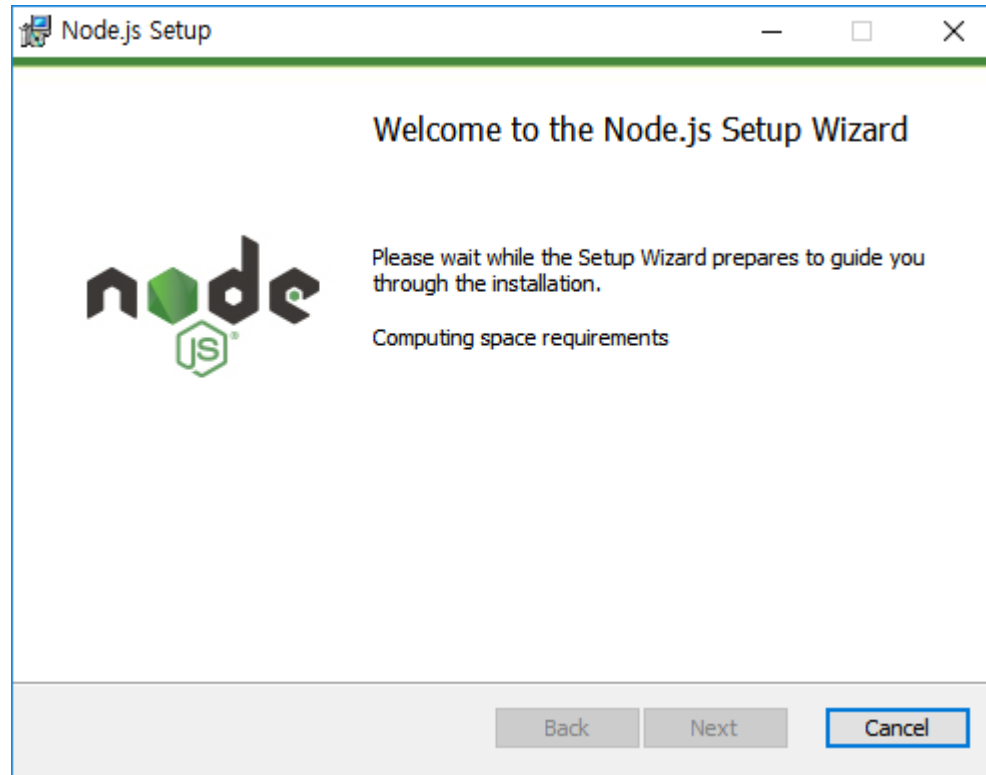 Node.js Setup
Welcome to the Node.js Setup Wizard
Please wait while the Setup Wizard prepares to guide you
through the installation.
Computing space requirements
node
JS®
Back
Next
Cancel